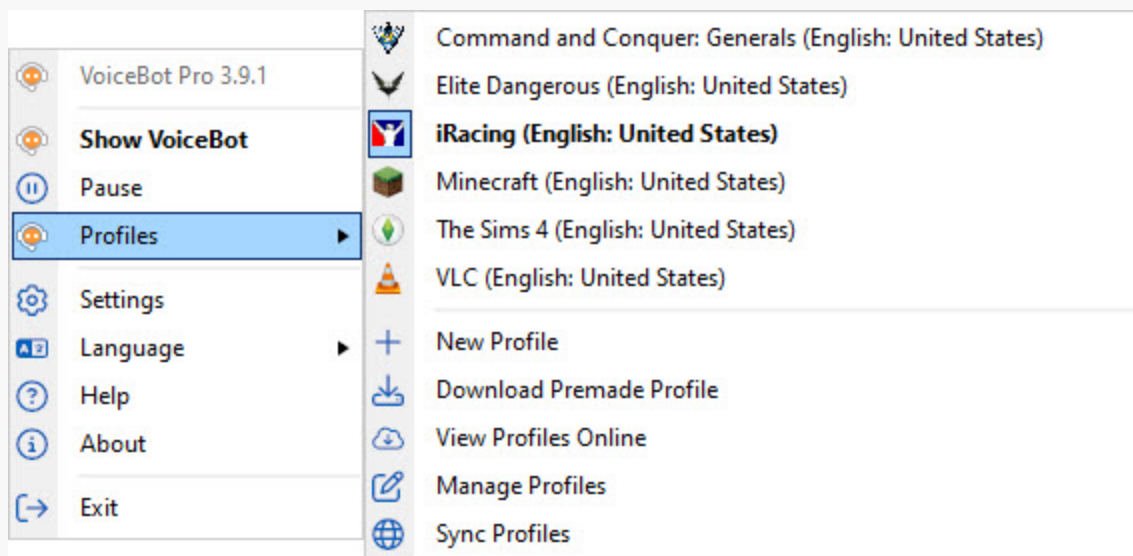 VoiceBot Pro 3.9.1
Show VoiceBot
Pause
Profiles
Settings
Language
Help
About
Exit
Command and Conquer: Generals (English: United States)
Elite Dangerous (English: United States)
iRacing (English: United States)
Minecraft (English: United States)
The Sims 4 (English: United States)
VLC (English: United States)
New Profile
Download Premade Profile
View Profiles Online
Manage Profiles
Sync Profiles